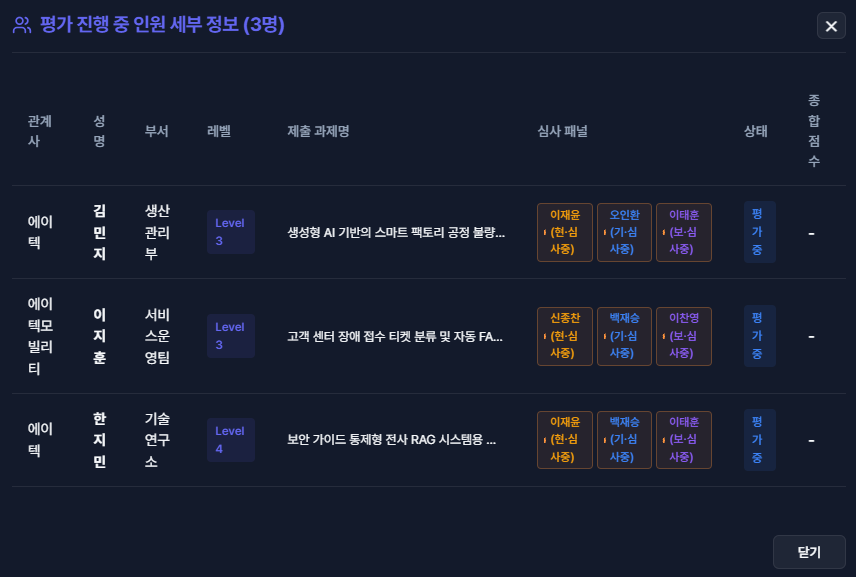 평가 진행 중 인원 세부 정보 (3명)
관계
사
성
명
부서
레벨
제출 과제명
심사 패널
상태
종
합
점
수
에이
텍
김
민
지
생산
관리
부
Level
3
생성형 AI 기반의 스마트 팩토리 공정 불량...
이재윤
(현·심
사중)
오인환
(기·심
사중)
이태훈
(보·심
사중)
평
가
중
-
에이
텍모
빌리
티
이
지
훈
서비
스운
영팀
Level
3
고객 센터 장애 접수 티켓 분류 및 자동 FA...
신종찬
(현·심
사중)
백재승
(기·심
사중)
이찬영
(보·심
사중)
평
가
중
-
에이
텍
한
지
민
기술
연구
소
Level
4
보안 가이드 통제형 전사 RAG 시스템용 ...
이재윤
(현·심
사중)
백재승
(기·심
사중)
이태훈
(보·심
사중)
평
가
중
-
닫기